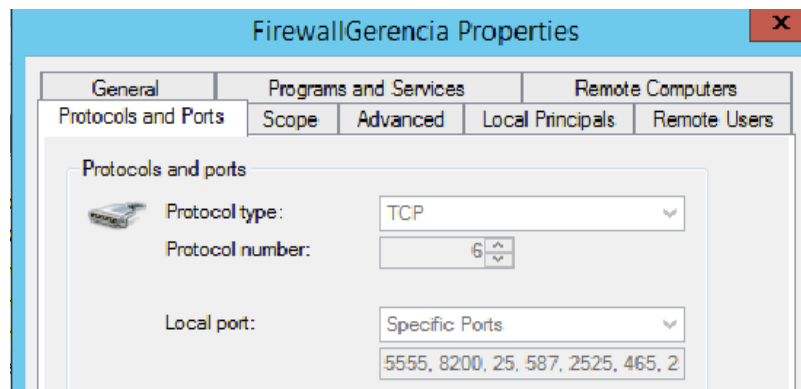 FirewallGerencia Properties
x
General Programs and Services Remote Computers
Protocols and Ports Scope Advanced Local Principals Remote Users
Protocols and ports
Protocol type: TCP
Protocol number: 6
Local port: Specific Ports
5555, 8200, 25, 587, 2525, 465, 2